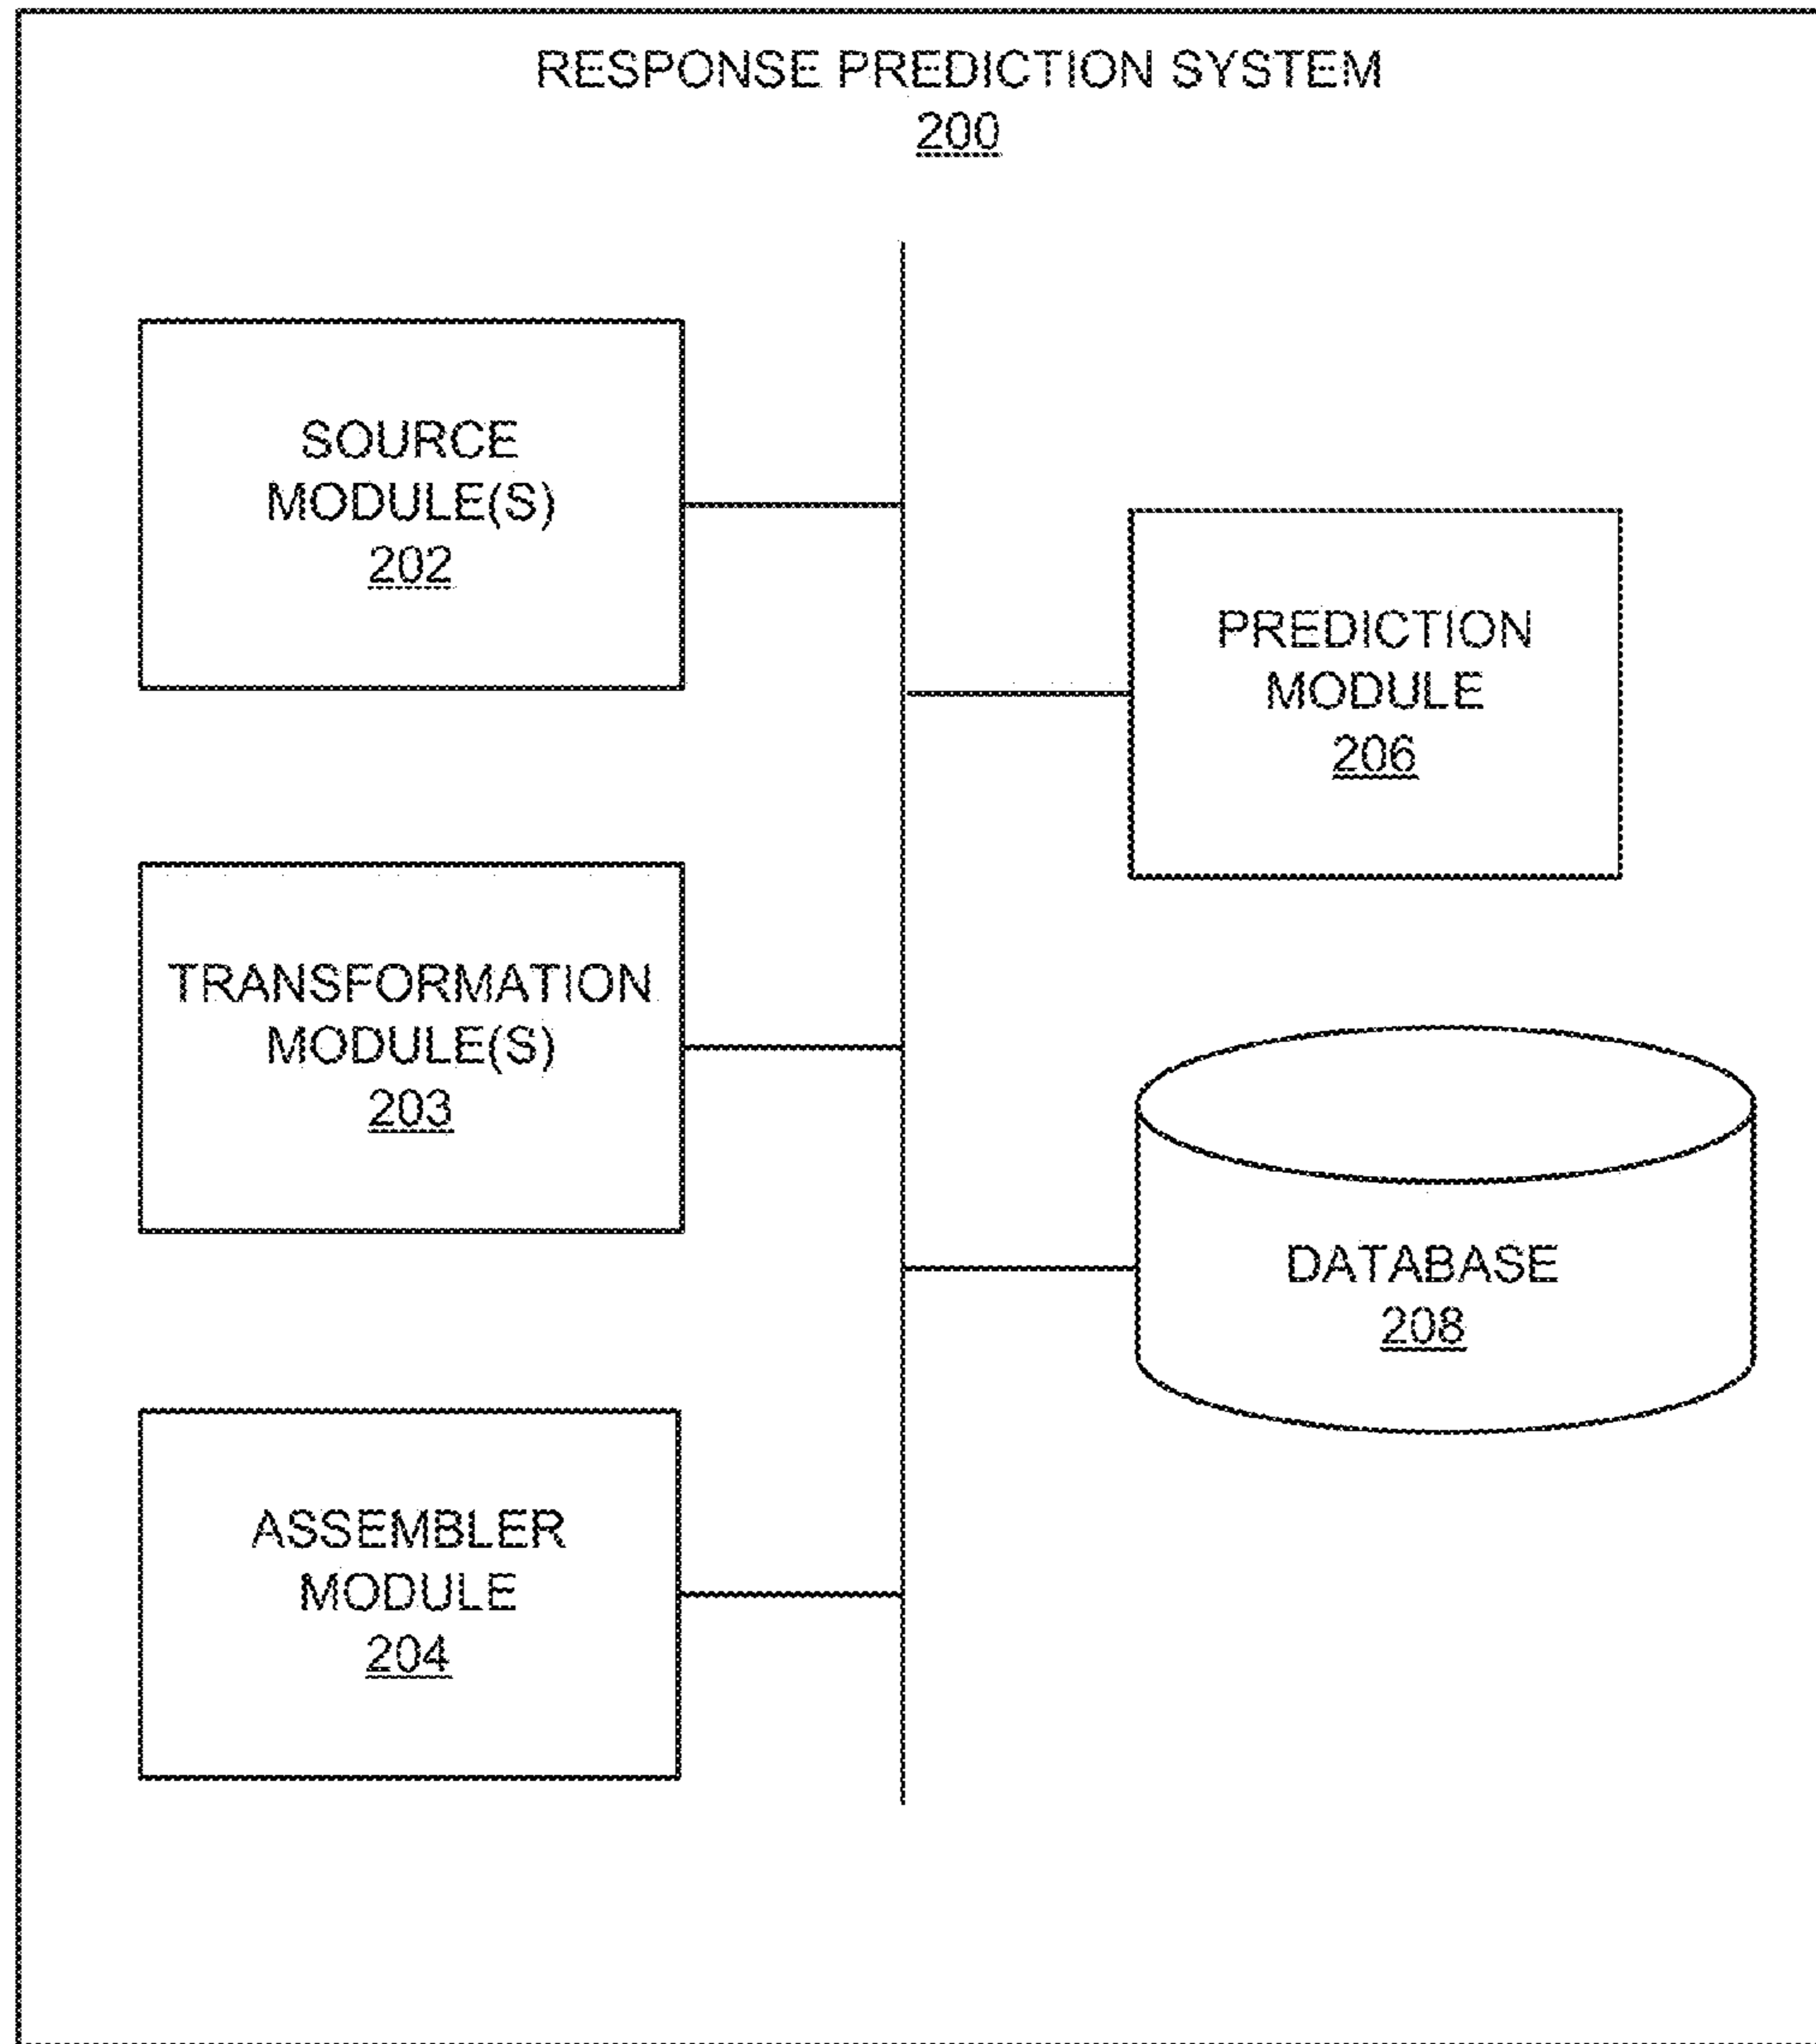 RESPONSE PREDICTION SYSTEM
200
SOURCE
MODULE(S)
202
PREDICTION
MODULE
206
TRANSFORMATION
MODULE(S)
203
DATABASE
208
ASSEMBLER
MODULE
204